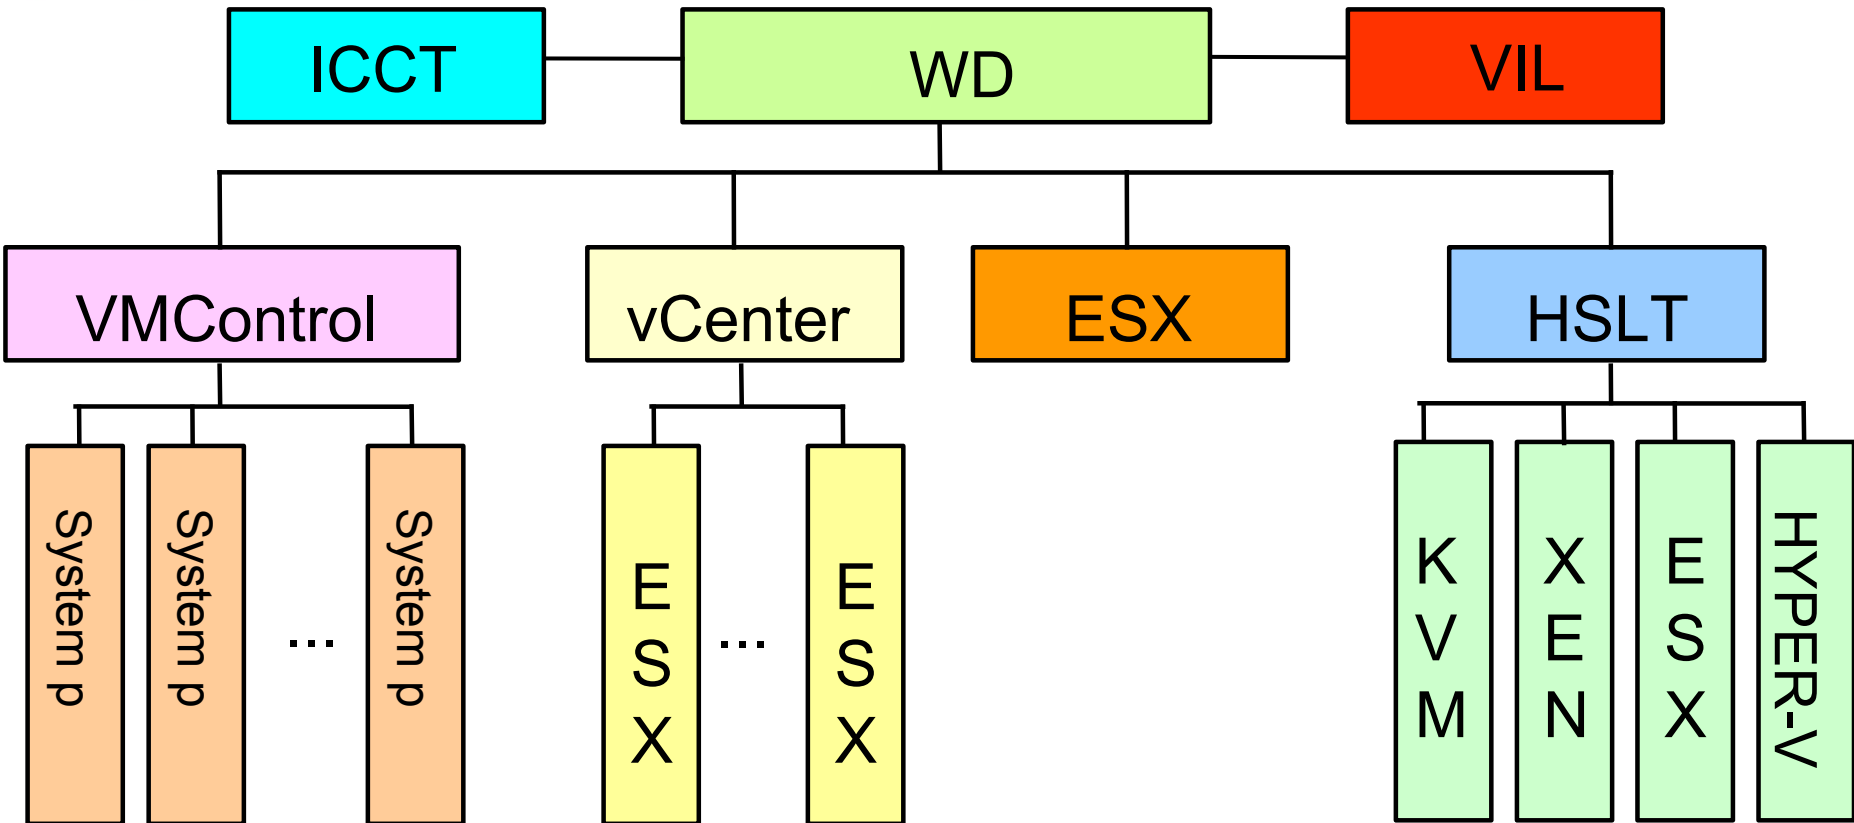 ICCT
WD
VIL
VMControl
vCenter
ESX
HSLT
System p
System p
...
System p
ESX
...
ESX
KVM
XEN
ESX
HYPER-V